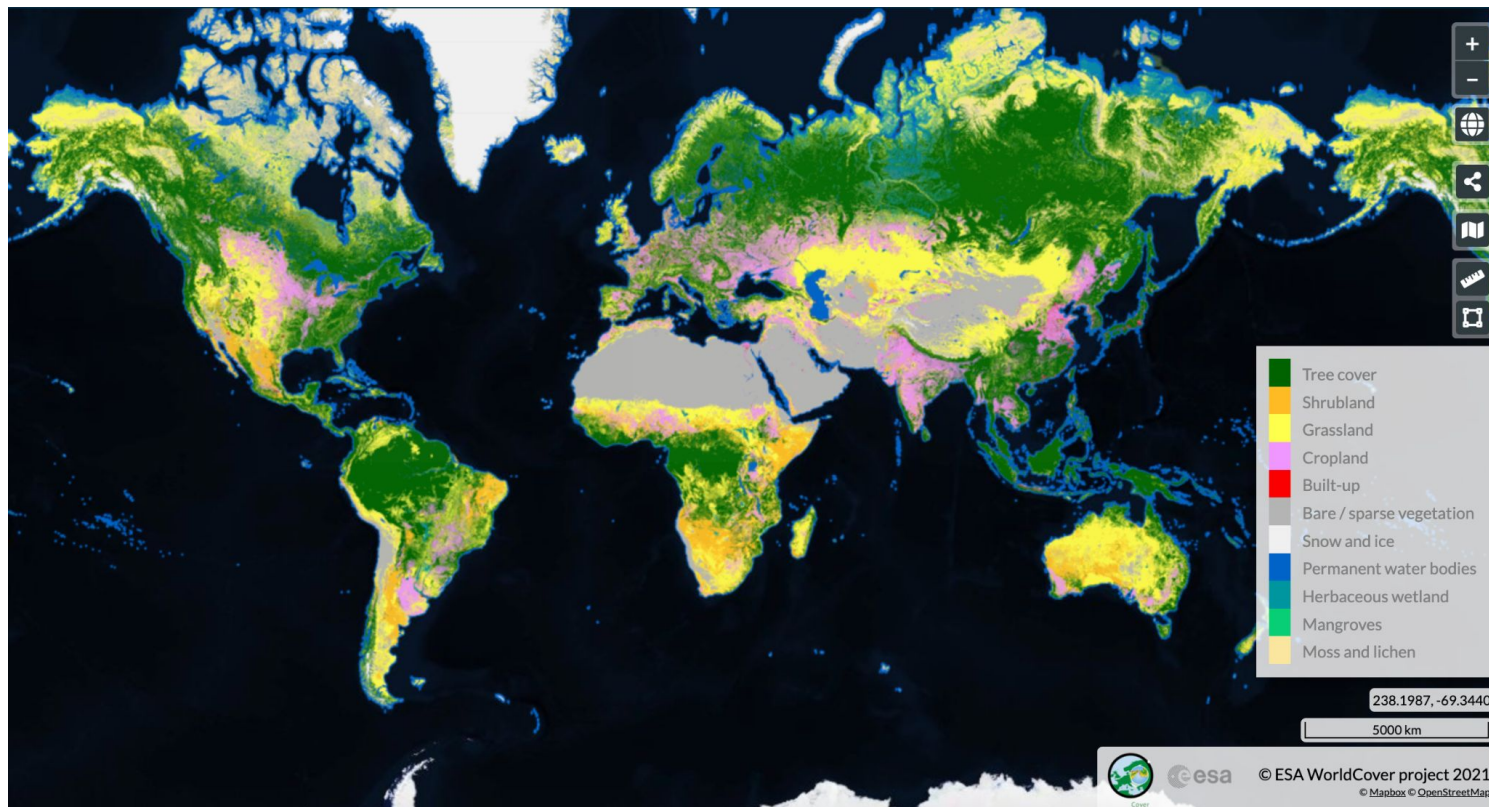 +
−
Tree cover
Shrubland
Grassland
Cropland
Built-up
Bare / sparse vegetation
Snow and ice
Permanent water bodies
Herbaceous wetland
Mangroves
Moss and lichen
238.1987, -69.3440
5000 km
Cover
esa
© ESA WorldCover project 2021
© Mapbox © OpenStreetMap